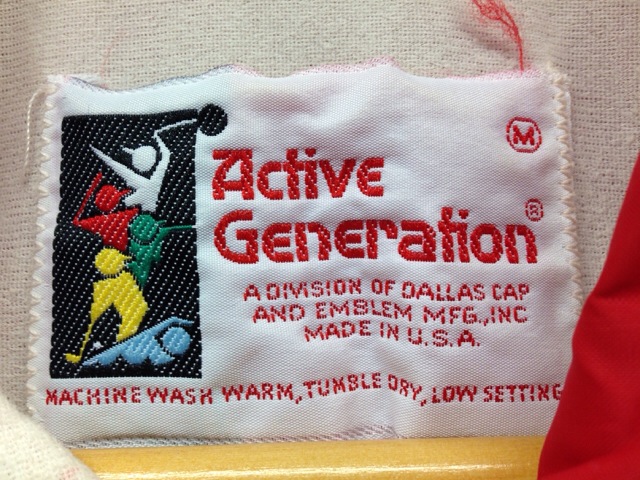 M
Active
Generation®
A DIVISION OF DALLAS CAP
AND EMBLEM MFG.,INC
MADE IN U.S.A.
MACHINE WASH WARM, TUMBLE DRY, LOW SETTING